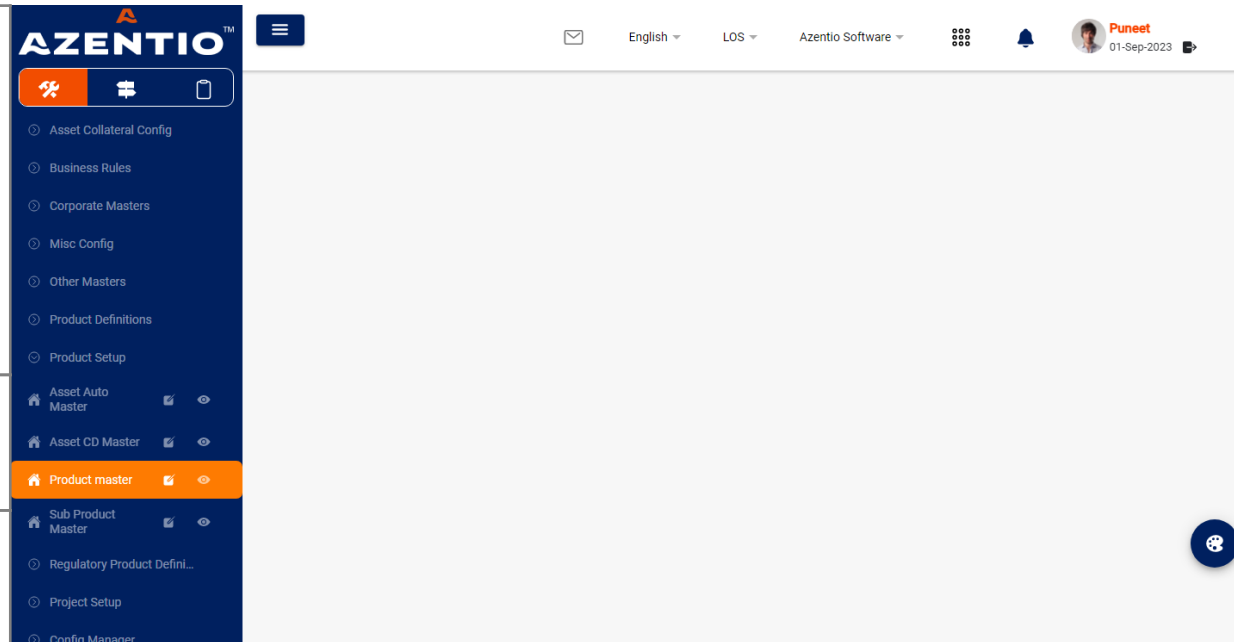 AZENTIO™
English
LOS
Azentio Software
Puneet
01-Sep-2023
Asset Collateral Config
Business Rules
Corporate Masters
Misc Config
Other Masters
Product Definitions
Product Setup
Asset Auto
Master
Asset CD Master
Product master
Sub Product
Master
Regulatory Product Defini...
Project Setup
Config Manager